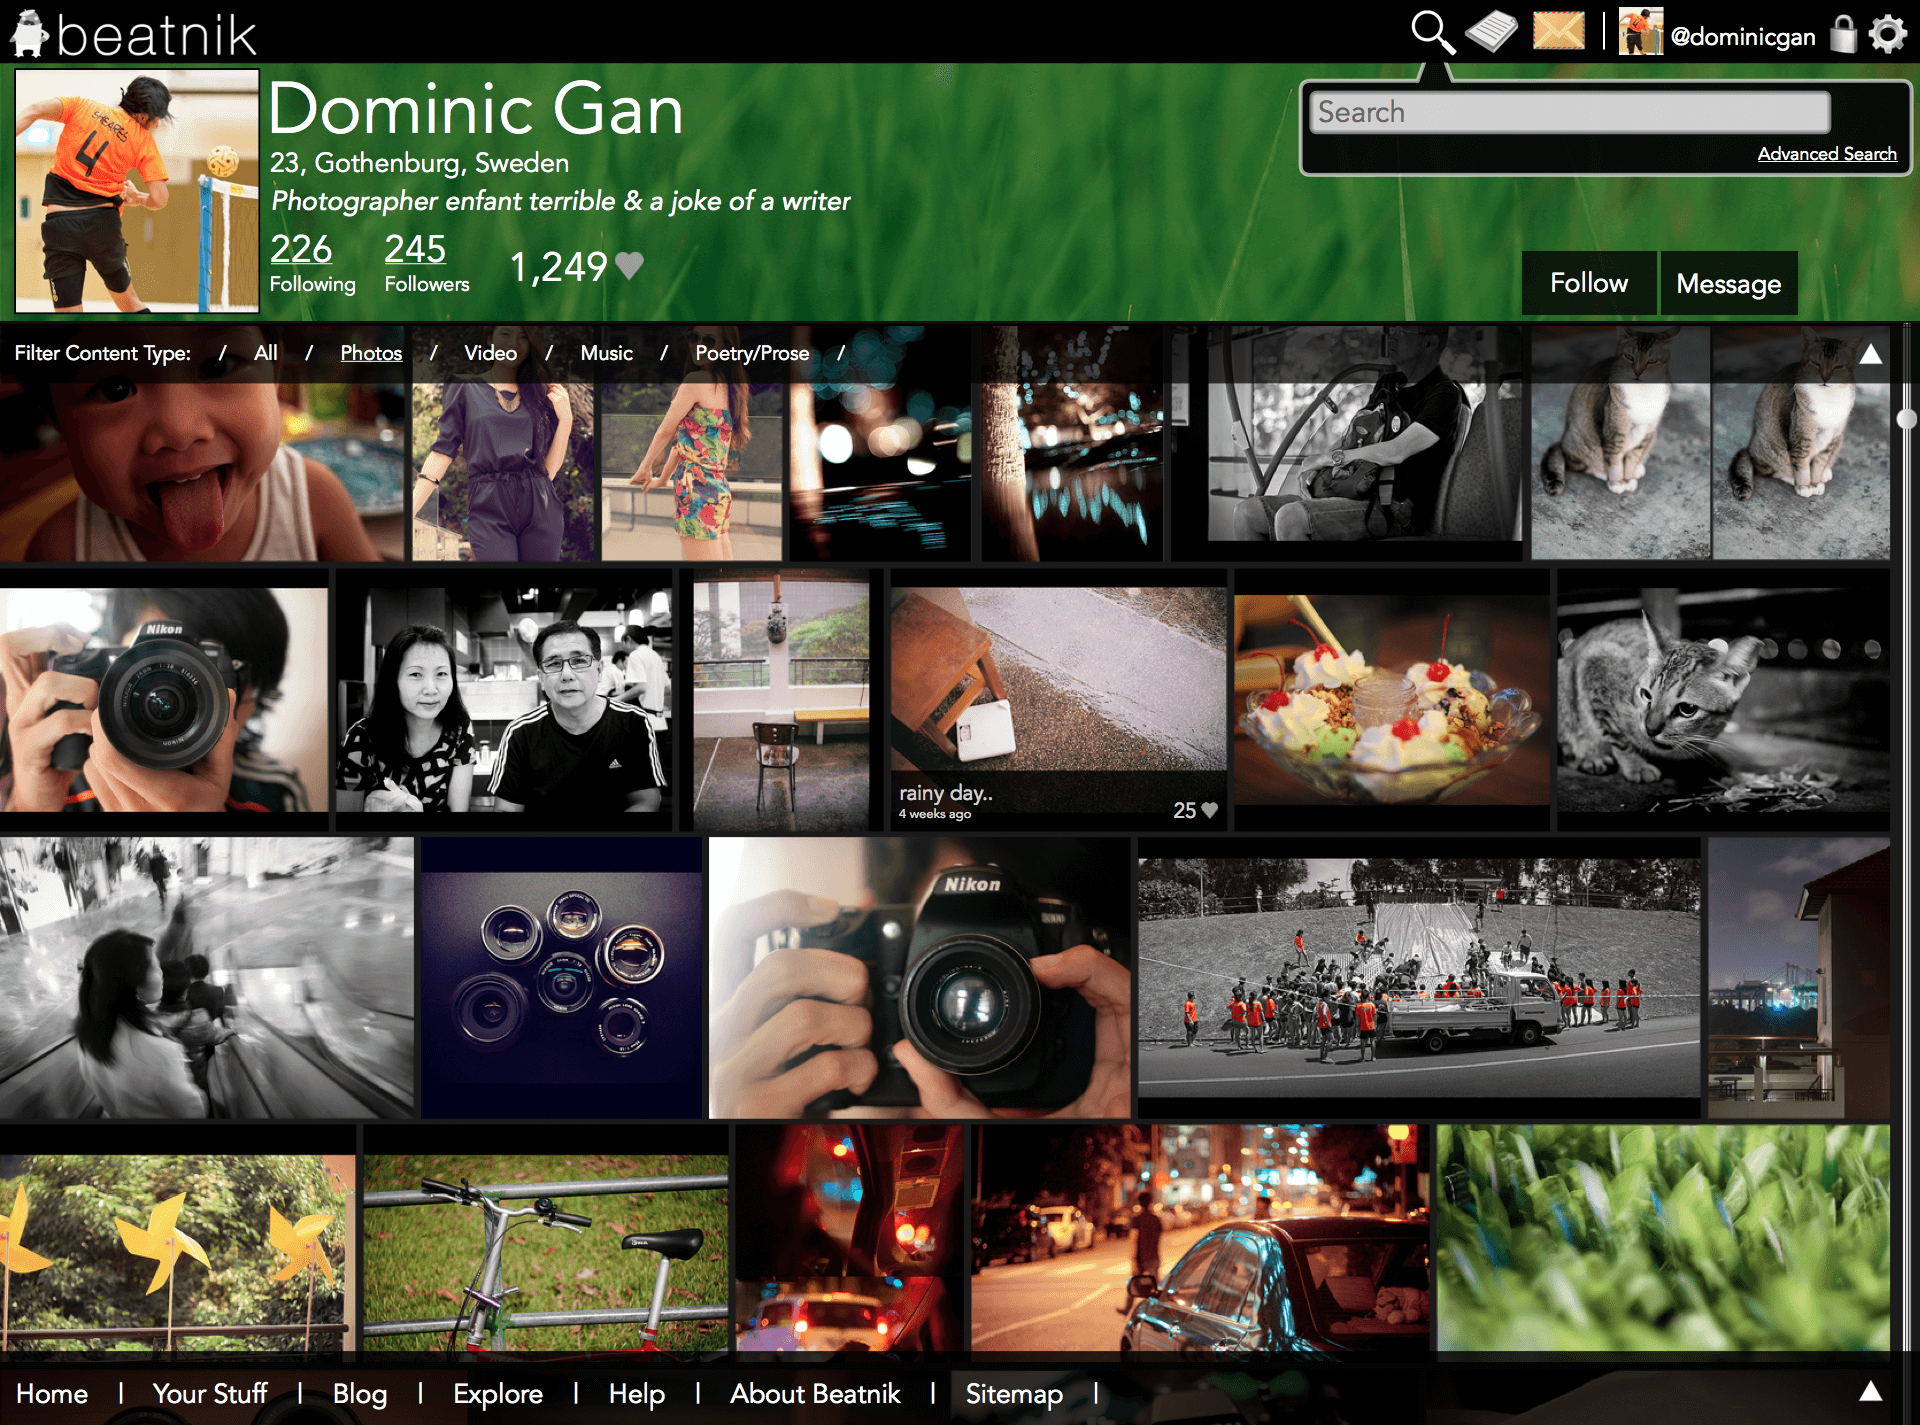 beatnik
@dominicgan
Dominic Gan
23, Gothenburg, Sweden
Photographer enfant terrible & a joke of a writer
226
Following
245
Followers
1,249
Search
Advanced Search
Follow
Message
SHEARES
4
Filter Content Type: / All / Photos / Video / Music / Poetry/Prose /
Nikon
rainy day..
4 weeks ago
25
Nikon
Home | Your Stuff | Blog | Explore | Help | About Beatnik | Sitemap |